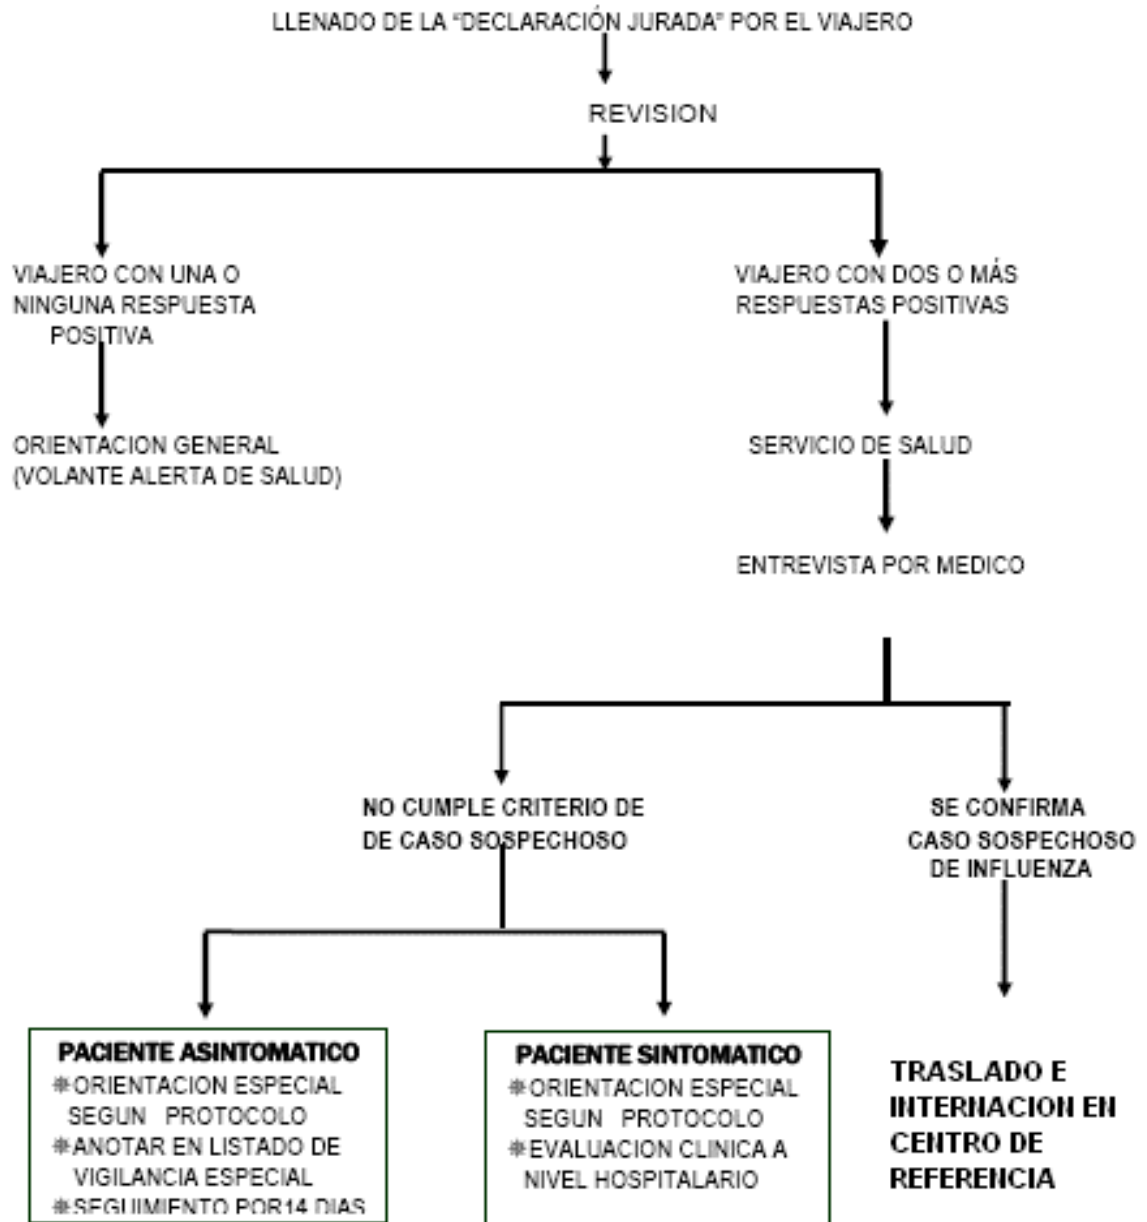 LLENADO DE LA “DECLARACIÓN JURADA” POR EL VIAJERO
REVISION
VIAJERO CON UNA O
NINGUNA RESPUESTA
POSITIVA
VIAJERO CON DOS O MÁS
RESPUESTAS POSITIVAS
ORIENTACION GENERAL
(VOLANTE ALERTA DE SALUD)
SERVICIO DE SALUD
ENTREVISTA POR MEDICO
NO CUMPLE CRITERIO DE
DE CASO SOSPECHOSO
SE CONFIRMA
CASO SOSPECHOSO
DE INFLUENZA
PACIENTE ASINTOMATICO
⁕ORIENTACION ESPECIAL
SEGUN PROTOCOLO
⁕ANOTAR EN LISTADO DE
VIGILANCIA ESPECIAL
⁕SEGUIMIENTO POR14 DIAS
PACIENTE SINTOMATICO
⁕ORIENTACION ESPECIAL
SEGUN PROTOCOLO
⁕EVALUACION CLINICA A
NIVEL HOSPITALARIO
TRASLADO E
INTERNACION EN
CENTRO DE
REFERENCIA